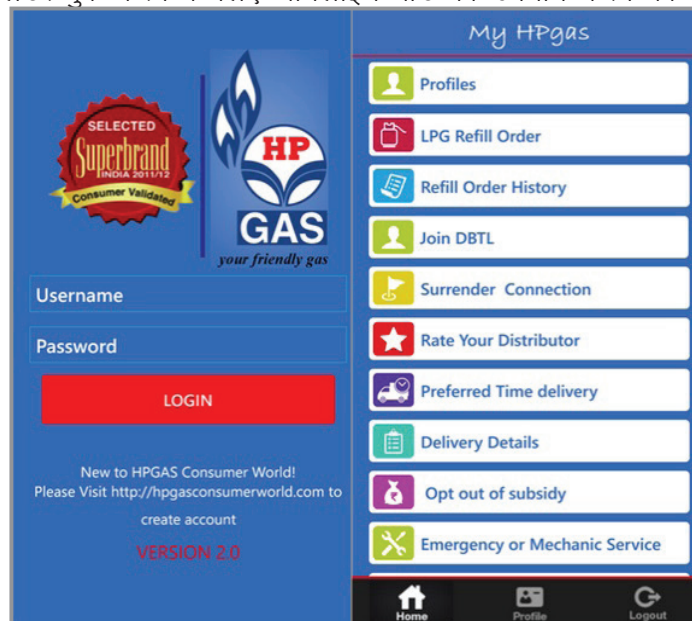 SELECTED
Superbrand
INDIA 2011/12
Consumer Validated
HP
GAS
your friendly gas
Username
Password
LOGIN
New to HPGAS Consumer World!
Please Visit http://hpgasconsumerworld.com to
create account
VERSION 2.0
My HPgas
Profiles
LPG Refill Order
Refill Order History
Join DBTL
Surrender Connection
Rate Your Distributor
Preferred Time delivery
Delivery Details
Opt out of subsidy
Emergency or Mechanic Service
Home
Profile
Logout